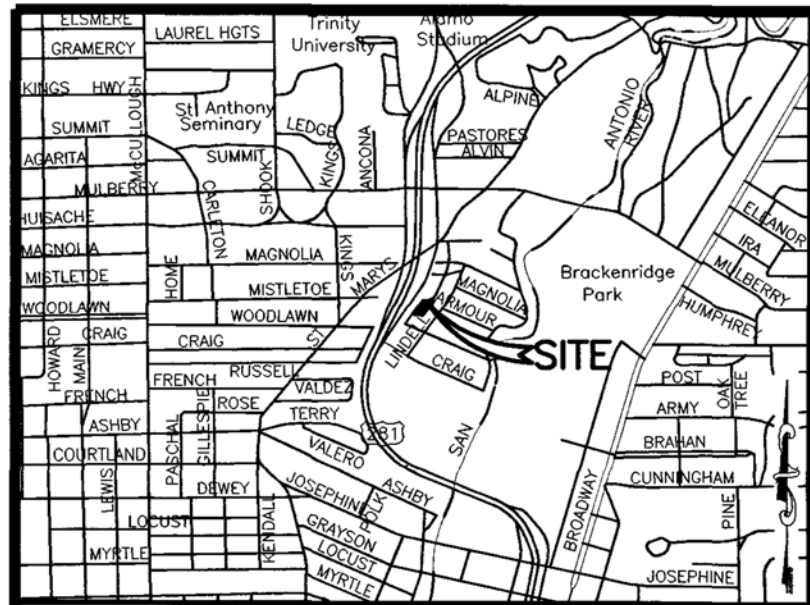 ELSMERE
LAUREL HGTS
Trinity
University
Alamo
Stadium
GRAMERCY
KINGS HWY
McCULLOUGH
St. Anthony
Seminary
ALPINE
ANTONIO
RIVER
SUMMIT
LEDGE
KINGS
ANCONA
PASTORES
ALVIN
AGARITA
SUMMIT
MULBERRY
CARLETON
SHOOK
HUISACHE
ELEANOR
IRA
MULBERRY
MAGNOLIA
MAGNOLIA
KINGS
ST MARYS
HOME
MISTLETOE
MISTLETOE
MAGNOLIA
Brackenridge
Park
HUMPHREY
WOODLAWN
WOODLAWN
ARMOUR
LINDELL
SITE
HOWARD
MAIN
CRAIG
CRAIG
CRAIG
RUSSELL
POST
OAK
TREE
FRENCH
FRENCH
VALDEZ
ROSE
ARMY
PASCHAL
GILLESPIE
TERRY
281
ASHBY
BRAHAN
COURTLAND
VALERO
SAN
LEWIS
DEWEY
ASHBY
CUNNINGHAM
JOSEPHINE
POLK
BROADWAY
PINE
LOCUST
KENDALL
GRAYSON
LOCUST
MYRTLE
MYRTLE
JOSEPHINE